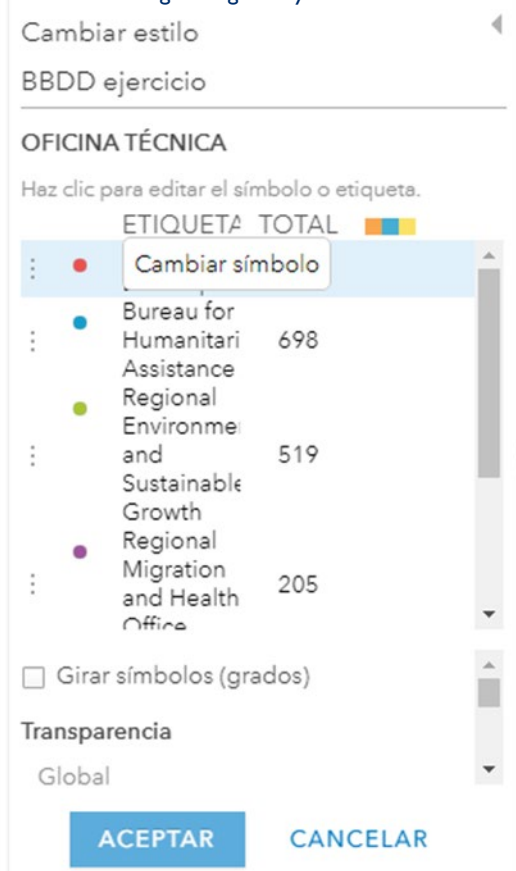 Cambiar estilo
BBDD ejercicio
OFICINA TÉCNICA
Haz clic para editar el símbolo o etiqueta.
ETIQUETA TOTAL
Cambiar símbolo
Bureau for
Humanitari 698
Assistance
Regional
Environme
and 519
Sustainable
Growth
Regional
Migration
and Health 205
Office
Girar símbolos (grados)
Transparencia
Global
ACEPTAR CANCELAR